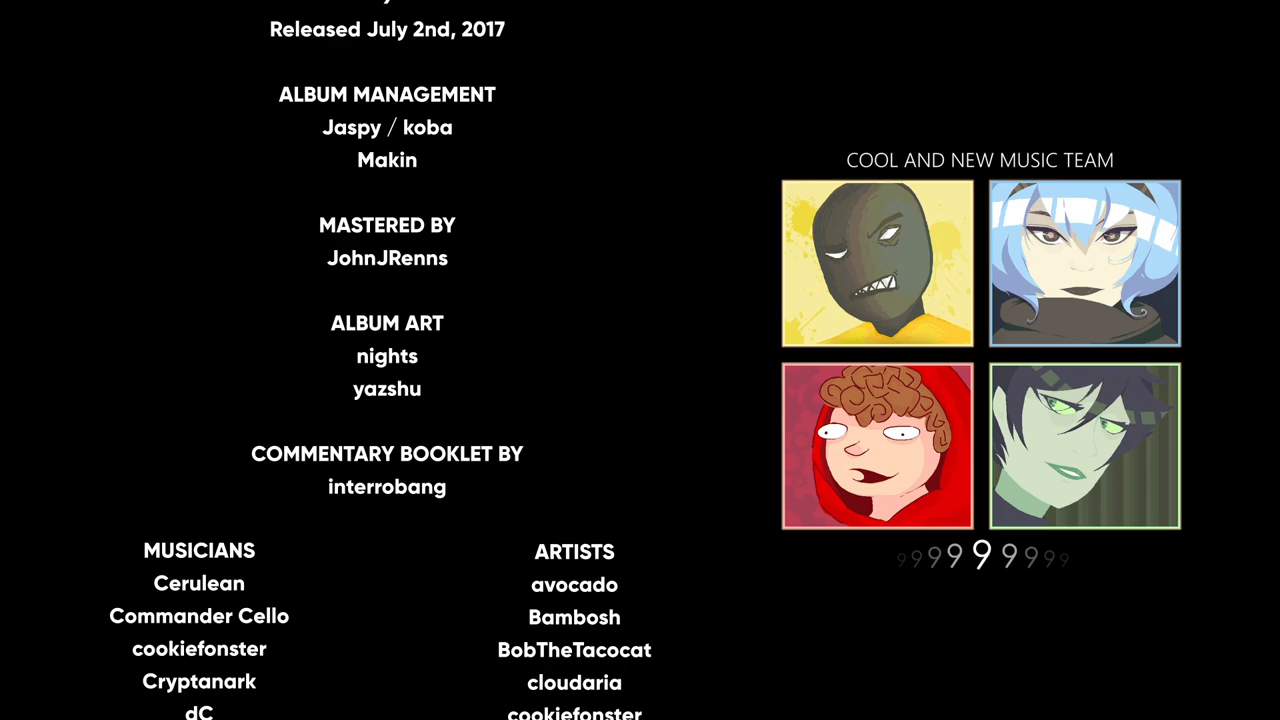 Released July 2nd, 2017
ALBUM MANAGEMENT
Jaspy / koba
Makin
MASTERED BY
JohnJRenns
ALBUM ART
nights
yazshu
COMMENTARY BOOKLET BY
interrobang
MUSICIANS
Cerulean
Commander Cello
cookiefonster
Cryptanark
dC
ARTISTS
avocado
Bambosh
BobTheTacocat
cloudaria
cookiefonster
COOL AND NEW MUSIC TEAM
9 9 9 9 9 9 9 9 9